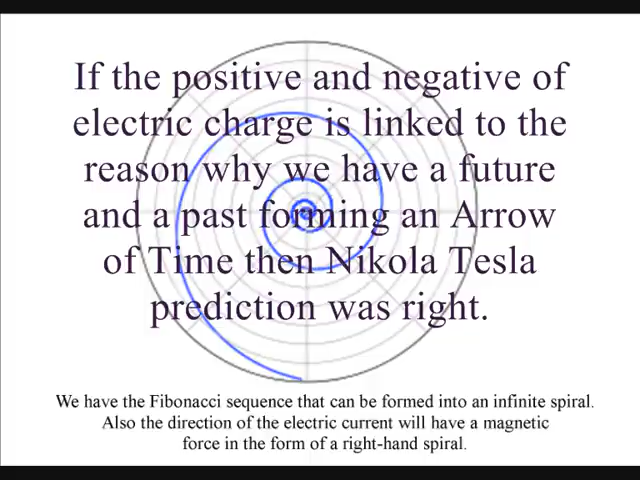 If the positive and negative of
electric charge is linked to the
reason why we have a future
and a past forming an Arrow
of Time then Nikola Tesla
prediction was right.
We have the Fibonacci sequence that can be formed into an infinite spiral.
Also the direction of the electric current will have a magnetic
force in the form of a right-hand spiral.